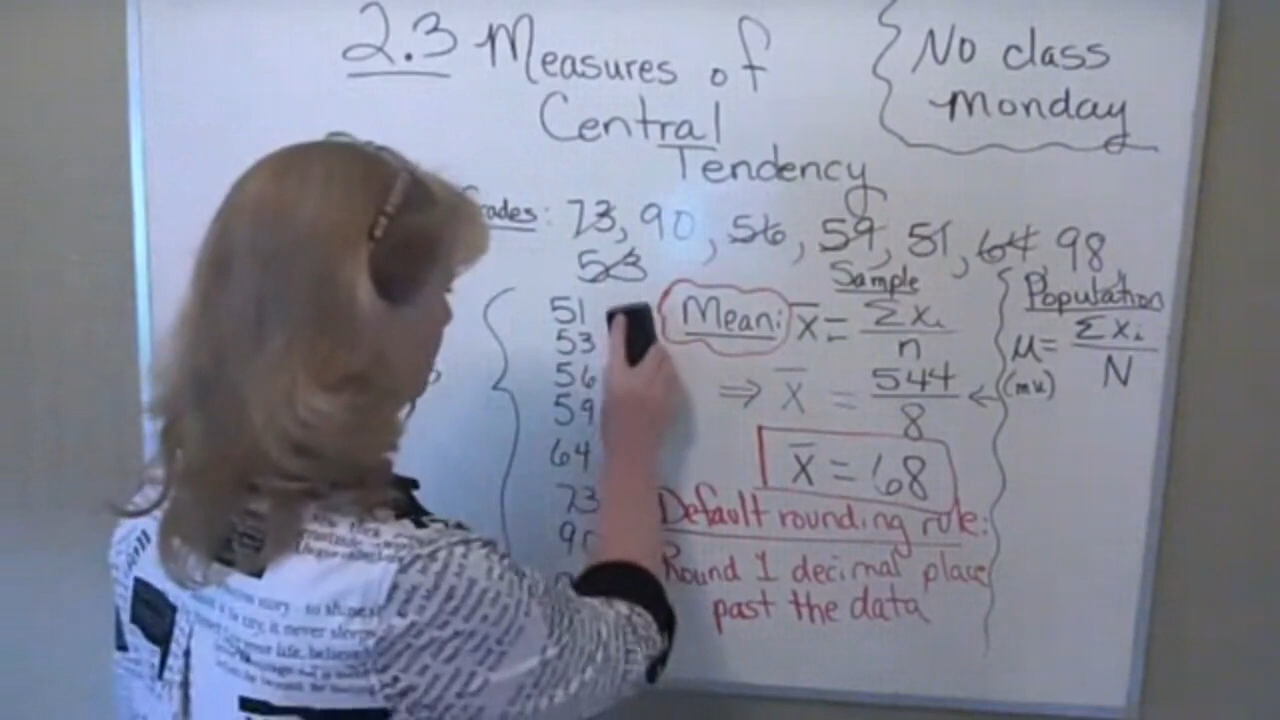 2.3 Measures of
Central
Tendency
No class
Monday
73, 90, 56, 59, 51, 64 98
53
51
53
56
59
64
73
Mean:
Sample
x̄ = Σxᵢ / n
⇒ x̄ = 544 / 8 ←
x̄ = 68
Default rounding rule:
Round 1 decimal place
past the data
Population
μ = Σxᵢ / N
(mu)